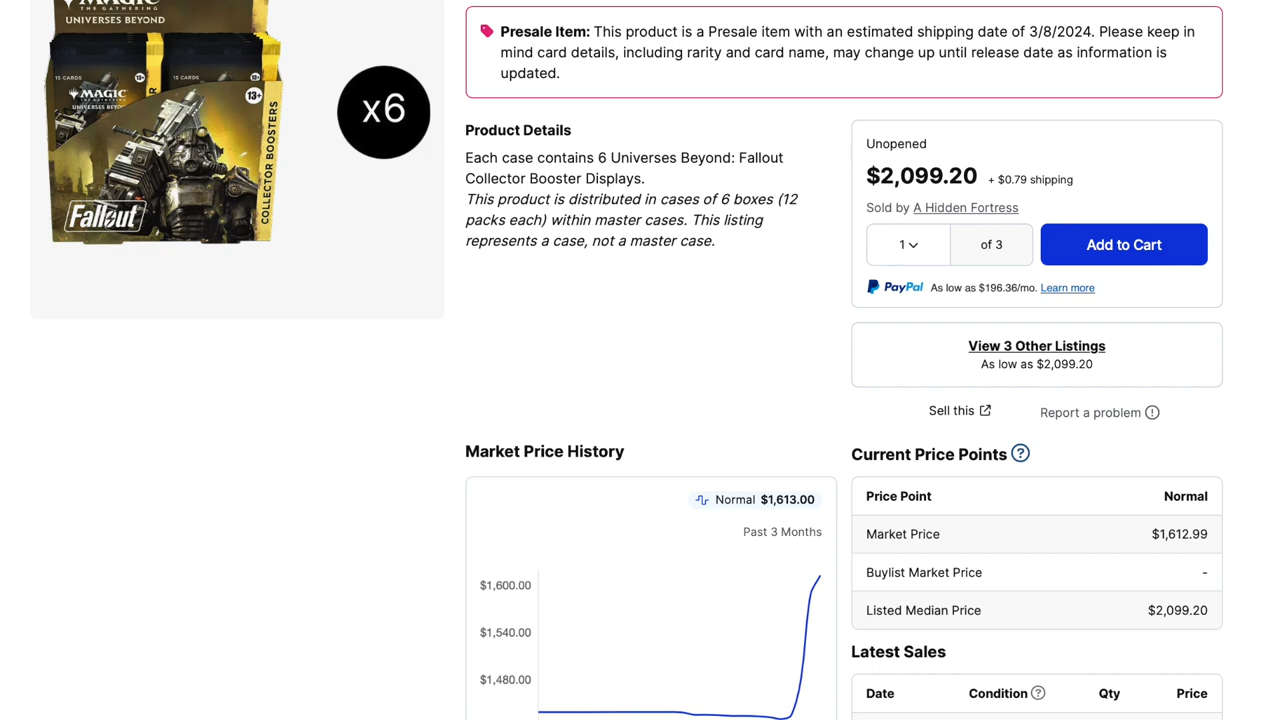 MAGIC
THE GATHERING
UNIVERSES BEYOND
15 CARDS
13+
15 CARDS
MAGIC
THE GATHERING
13+
x6
COLLECTOR BOOSTERS
Fallout
Presale Item: This product is a Presale item with an estimated shipping date of 3/8/2024. Please keep in
mind card details, including rarity and card name, may change up until release date as information is
updated.
Product Details
Each case contains 6 Universes Beyond: Fallout
Collector Booster Displays.
This product is distributed in cases of 6 boxes (12
packs each) within master cases. This listing
represents a case, not a master case.
Unopened
$2,099.20 + $0.79 shipping
Sold by A Hidden Fortress
1 of 3 Add to Cart
PayPal As low as $196.36/mo. Learn more
View 3 Other Listings
As low as $2,099.20
Sell this Report a problem
Market Price History
Normal $1,613.00
Past 3 Months
$1,600.00
$1,540.00
$1,480.00
Current Price Points ?
Price Point Normal
Market Price $1,612.99
Buylist Market Price -
Listed Median Price $2,099.20
Latest Sales
Date Condition ? Qty Price